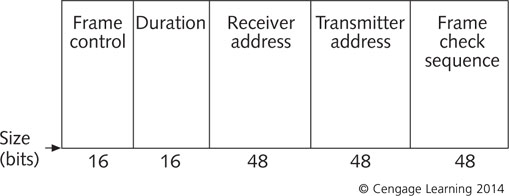 Frame control
Duration
Receiver address
Transmitter address
Frame check sequence
Size (bits)
16 16 48 48 48
© Cengage Learning 2014